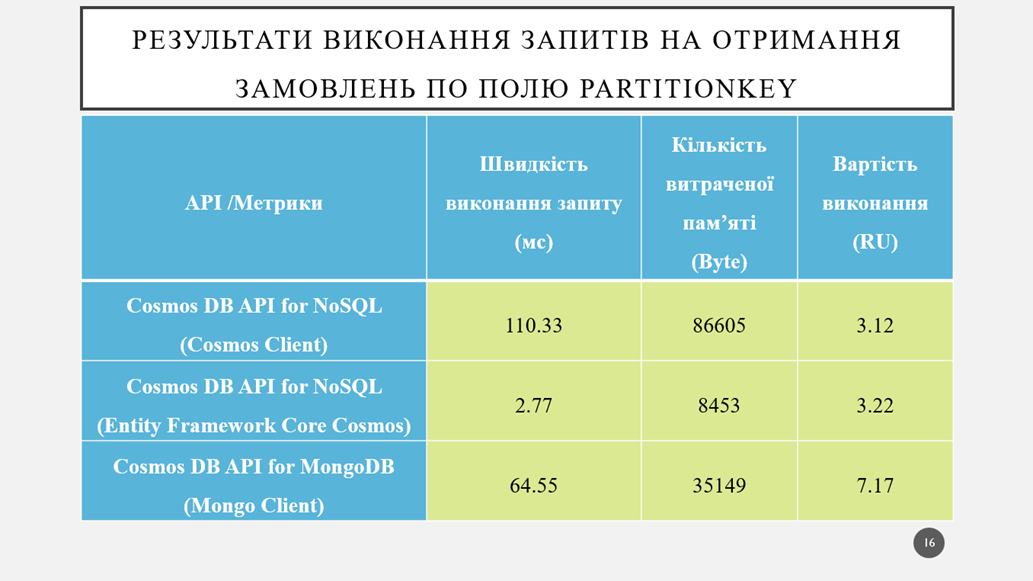 РЕЗУЛЬТАТИ ВИКОНАННЯ ЗАПИТІВ НА ОТРИМАННЯ
ЗАМОВЛЕНЬ ПО ПОЛЮ PARTITIONKEY
API /Метрики
Швидкість
виконання запиту
(мс)
Кількість
витраченої
пам’яті
(Byte)
Вартість
виконання
(RU)
Cosmos DB API for NoSQL
(Cosmos Client)
110.33
86605
3.12
Cosmos DB API for NoSQL
(Entity Framework Core Cosmos)
2.77
8453
3.22
Cosmos DB API for MongoDB
(Mongo Client)
64.55
35149
7.17
16